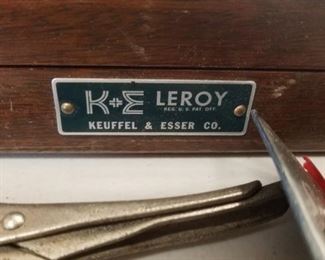 K+E LEROY
REG. U.S. PAT. OFF.
KEUFFEL & ESSER CO.